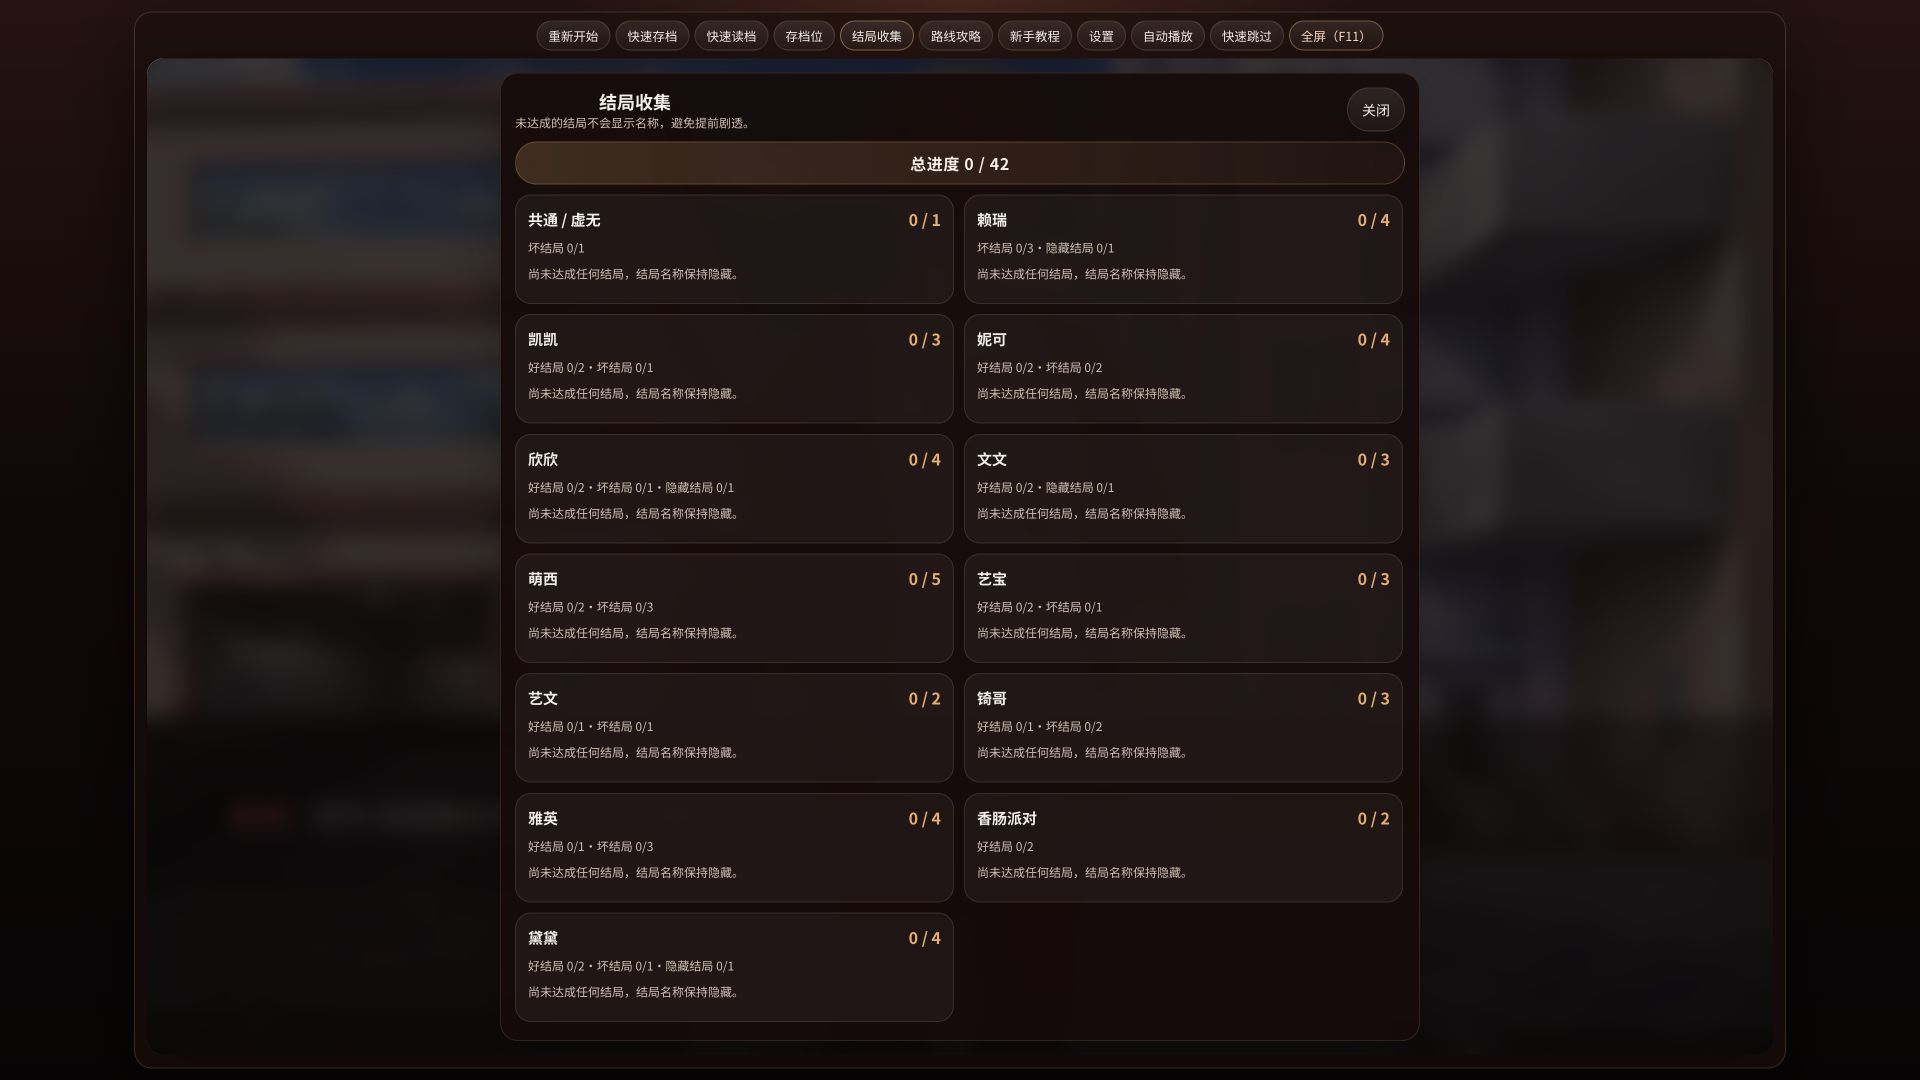 重新开始 快速存档 快速读档 存档位 结局收集 路线攻略 新手教程 设置 自动播放 快速跳过 全屏（F11）
结局收集
未达成的结局不会显示名称，避免提前剧透。
关闭
总进度 0 / 42
共通 / 虚无 0 / 1
坏结局 0/1
尚未达成任何结局，结局名称保持隐藏。
赖瑞 0 / 4
坏结局 0/3・隐藏结局 0/1
尚未达成任何结局，结局名称保持隐藏。
凯凯 0 / 3
好结局 0/2・坏结局 0/1
尚未达成任何结局，结局名称保持隐藏。
妮可 0 / 4
好结局 0/2・坏结局 0/2
尚未达成任何结局，结局名称保持隐藏。
欣欣 0 / 4
好结局 0/2・坏结局 0/1・隐藏结局 0/1
尚未达成任何结局，结局名称保持隐藏。
文文 0 / 3
好结局 0/2・隐藏结局 0/1
尚未达成任何结局，结局名称保持隐藏。
萌西 0 / 5
好结局 0/2・坏结局 0/3
尚未达成任何结局，结局名称保持隐藏。
艺宝 0 / 3
好结局 0/2・坏结局 0/1
尚未达成任何结局，结局名称保持隐藏。
艺文 0 / 2
好结局 0/1・坏结局 0/1
尚未达成任何结局，结局名称保持隐藏。
锜哥 0 / 3
好结局 0/1・坏结局 0/2
尚未达成任何结局，结局名称保持隐藏。
雅英 0 / 4
好结局 0/1・坏结局 0/3
尚未达成任何结局，结局名称保持隐藏。
香肠派对 0 / 2
好结局 0/2
尚未达成任何结局，结局名称保持隐藏。
黛黛 0 / 4
好结局 0/2・坏结局 0/1・隐藏结局 0/1
尚未达成任何结局，结局名称保持隐藏。